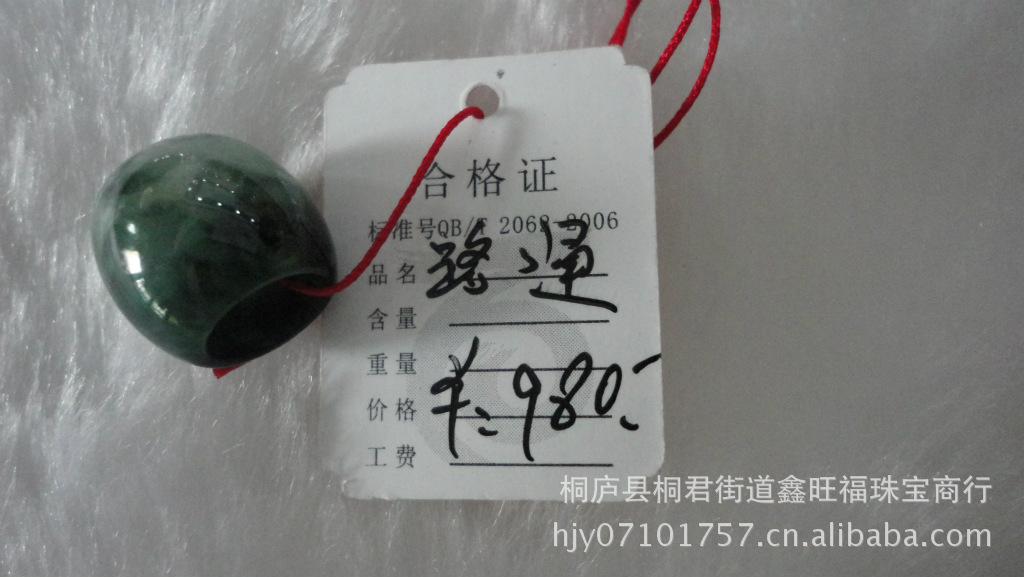 合格证
标准号QB/T 2062-2006
品名 路通
含量
重量
价格 ¥:980.-
工费
桐庐县桐君街道鑫旺福珠宝商行
hjy07101757.cn.alibaba.com